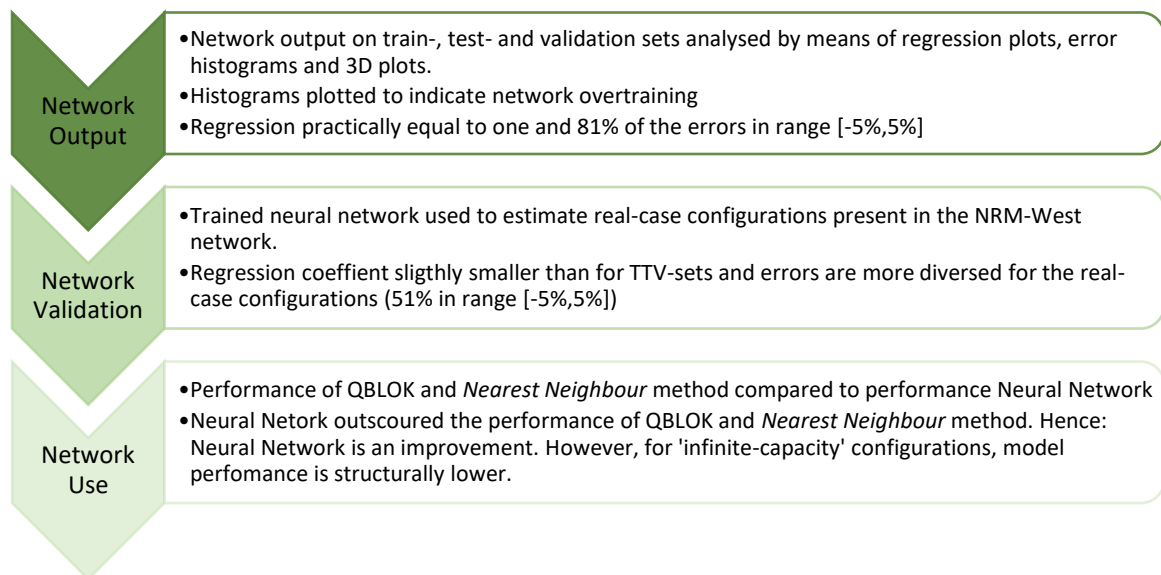 Network
Output
•Network output on train-, test- and validation sets analysed by means of regression plots, error
histograms and 3D plots.
•Histograms plotted to indicate network overtraining
•Regression practically equal to one and 81% of the errors in range [-5%,5%]
Network
Validation
•Trained neural network used to estimate real-case configurations present in the NRM-West
network.
•Regression coeffient sligthly smaller than for TTV-sets and errors are more diversed for the real-
case configurations (51% in range [-5%,5%])
Network
Use
•Performance of QBLOK and Nearest Neighbour method compared to performance Neural Network
•Neural Netork outscoured the performance of QBLOK and Nearest Neighbour method. Hence:
Neural Network is an improvement. However, for 'infinite-capacity' configurations, model
perfomance is structurally lower.